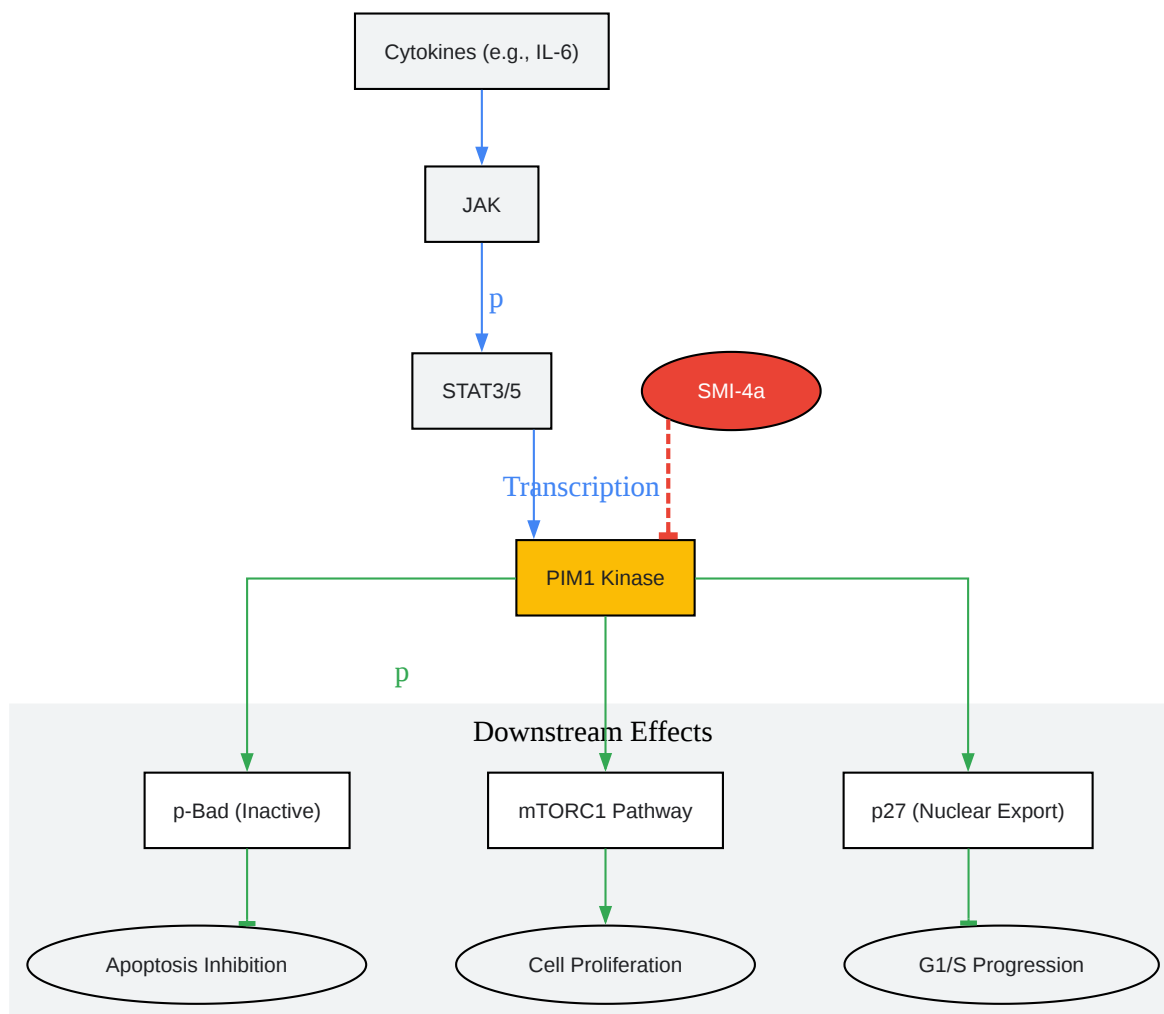 Cytokines (e.g., IL-6)
JAK
p
STAT3/5
SMI-4a
Transcription
PIM1 Kinase
p
Downstream Effects
p-Bad (Inactive)
mTORC1 Pathway
p27 (Nuclear Export)
Apoptosis Inhibition
Cell Proliferation
G1/S Progression